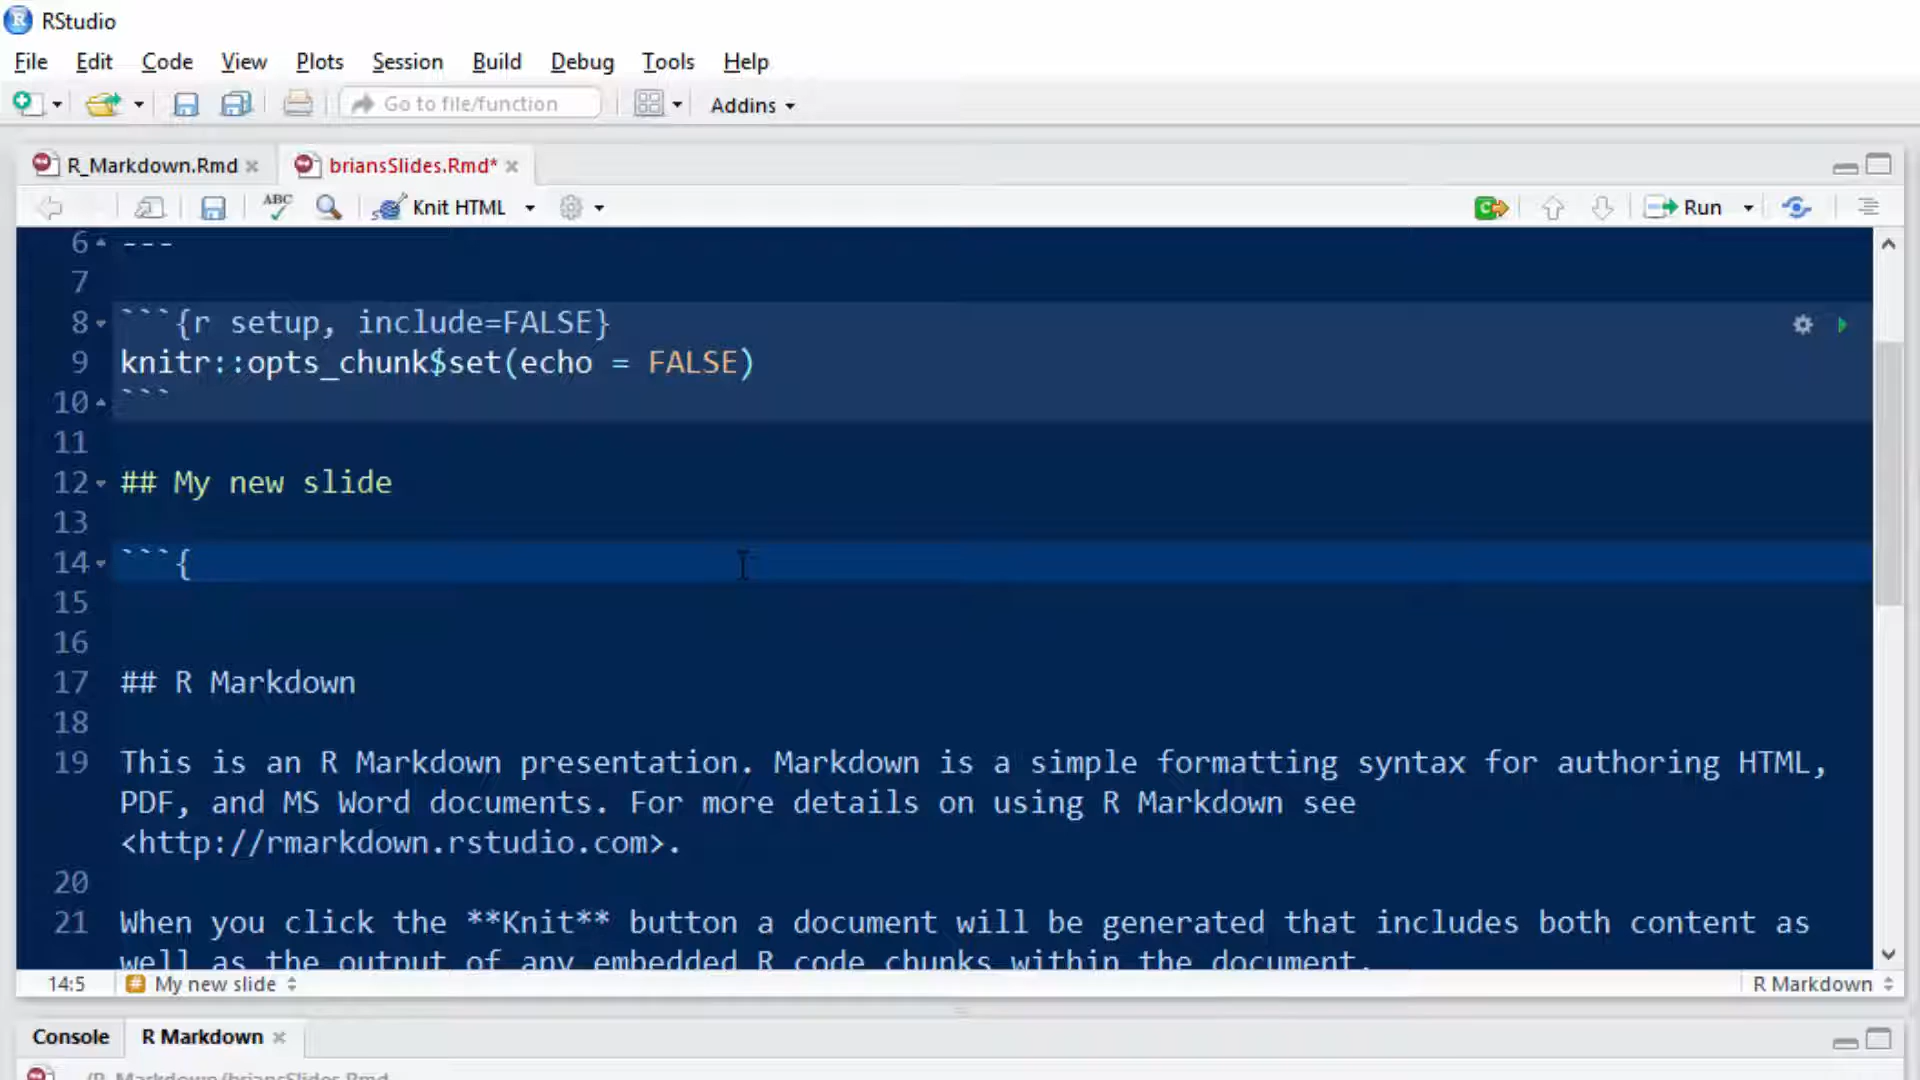 RStudio
File Edit Code View Plots Session Build Debug Tools Help
Go to file/function Addins
R_Markdown.Rmd briansSlides.Rmd*
ABC Knit HTML Run
6 ---
7
8 ```{r setup, include=FALSE}
9 knitr::opts_chunk$set(echo = FALSE)
10 ```
11
12 ## My new slide
13
14 ```{
15
16
17 ## R Markdown
18
19 This is an R Markdown presentation. Markdown is a simple formatting syntax for authoring HTML,
PDF, and MS Word documents. For more details on using R Markdown see
<http://rmarkdown.rstudio.com>.
20
21 When you click the **Knit** button a document will be generated that includes both content as
well as the output of any embedded R code chunks within the document.
14:5 My new slide R Markdown
Console R Markdown
/R_Markdown/briansSlides.Rmd